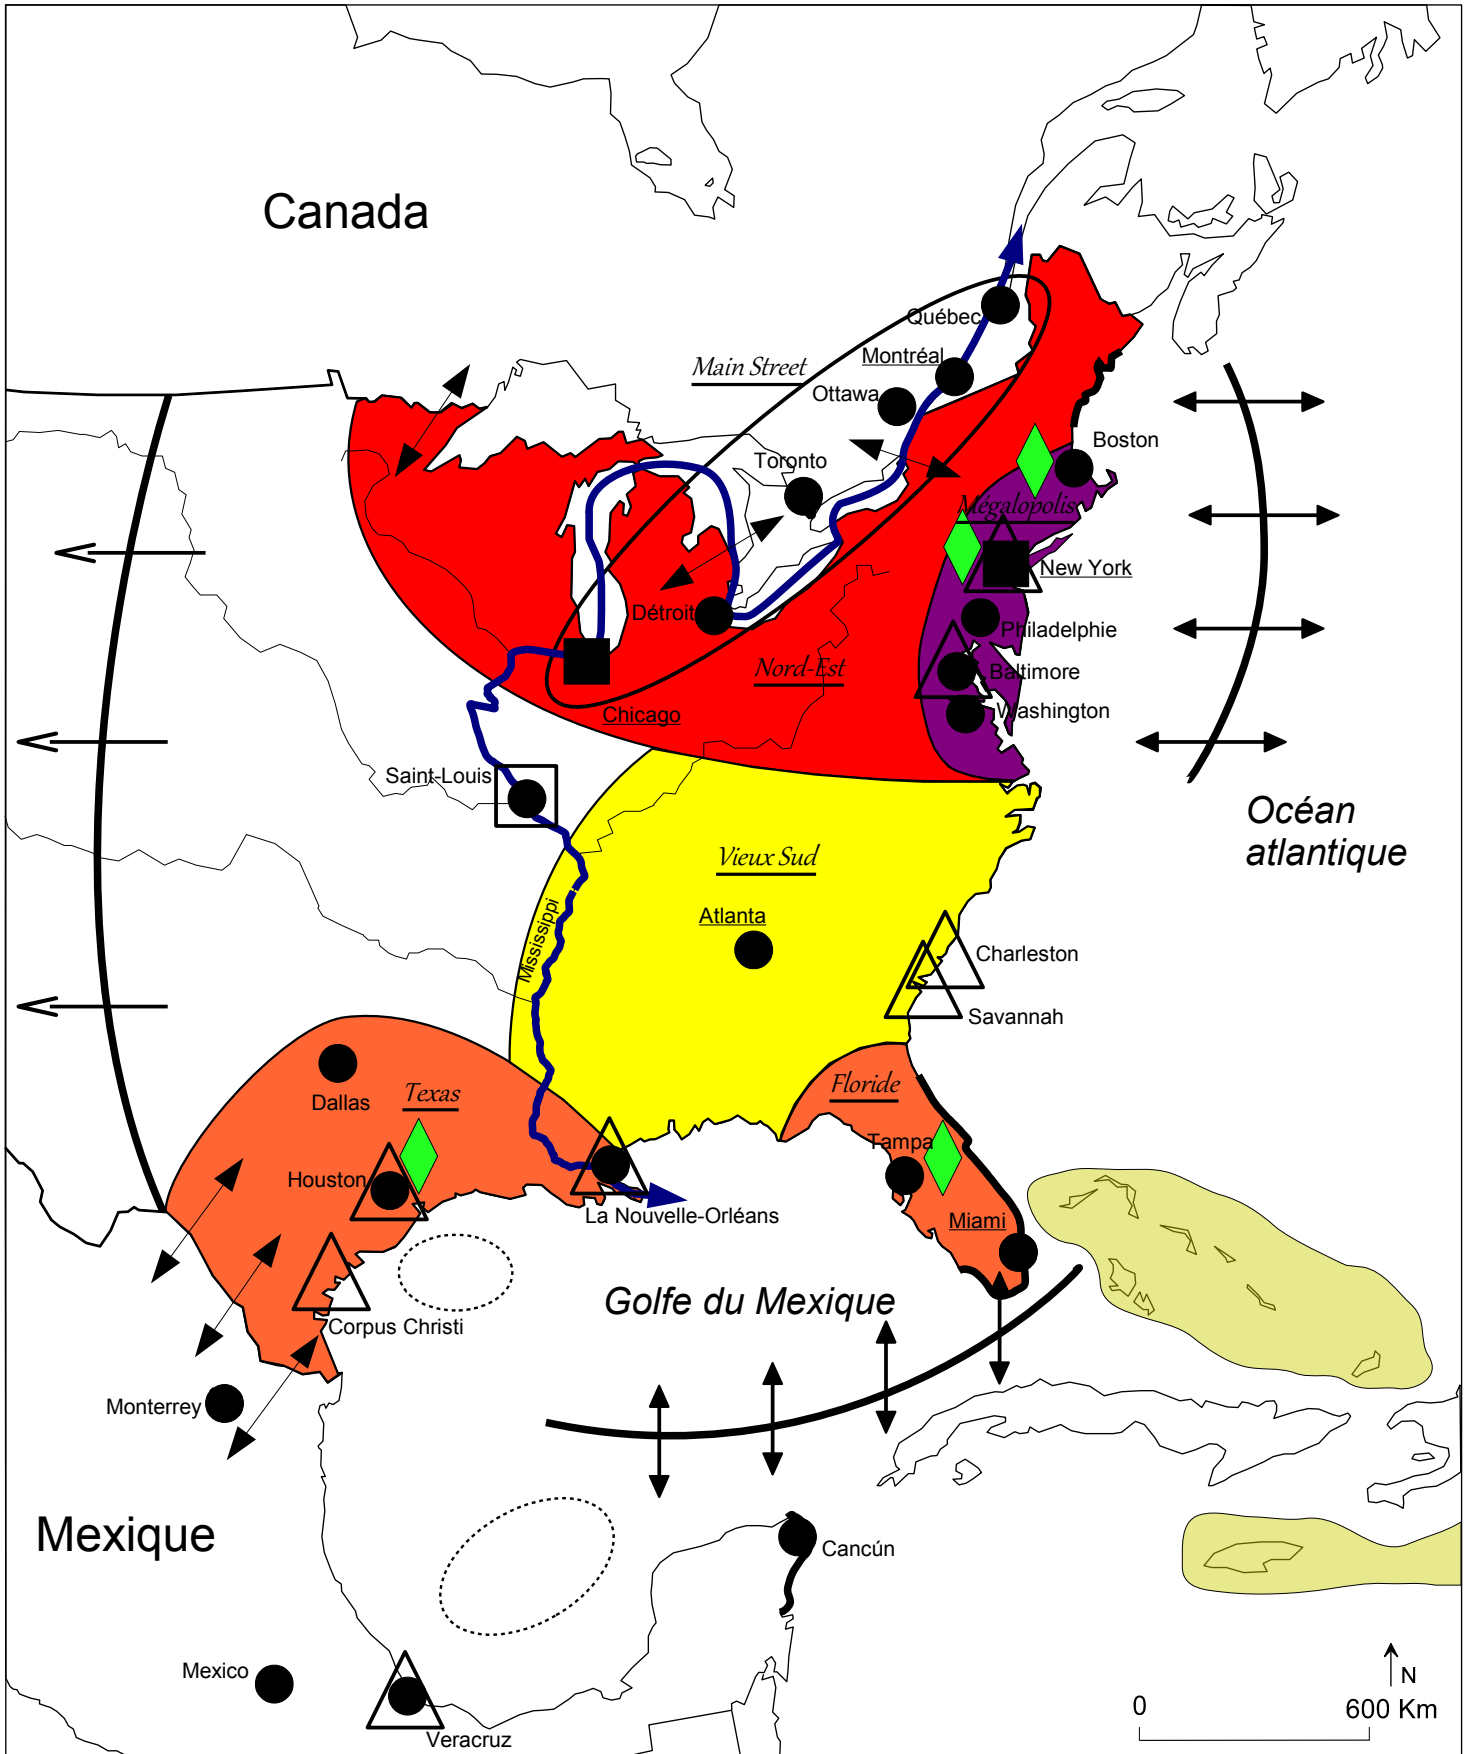 Canada
Québec
Main Street
Montréal
Ottawa
Boston
Toronto
Mégalopolis
New York
Détroit
Philadelphie
Nord-Est
Baltimore
Chicago
Washington
Saint-Louis
Océan
atlantique
Vieux Sud
Mississippi
Atlanta
Charleston
Savannah
Floride
Texas
Dallas
Tampa
Houston
La Nouvelle-Orléans
Miami
Golfe du Mexique
Corpus Christi
Monterrey
Mexique
Cancún
Mexico
N
0
600 Km
Veracruz